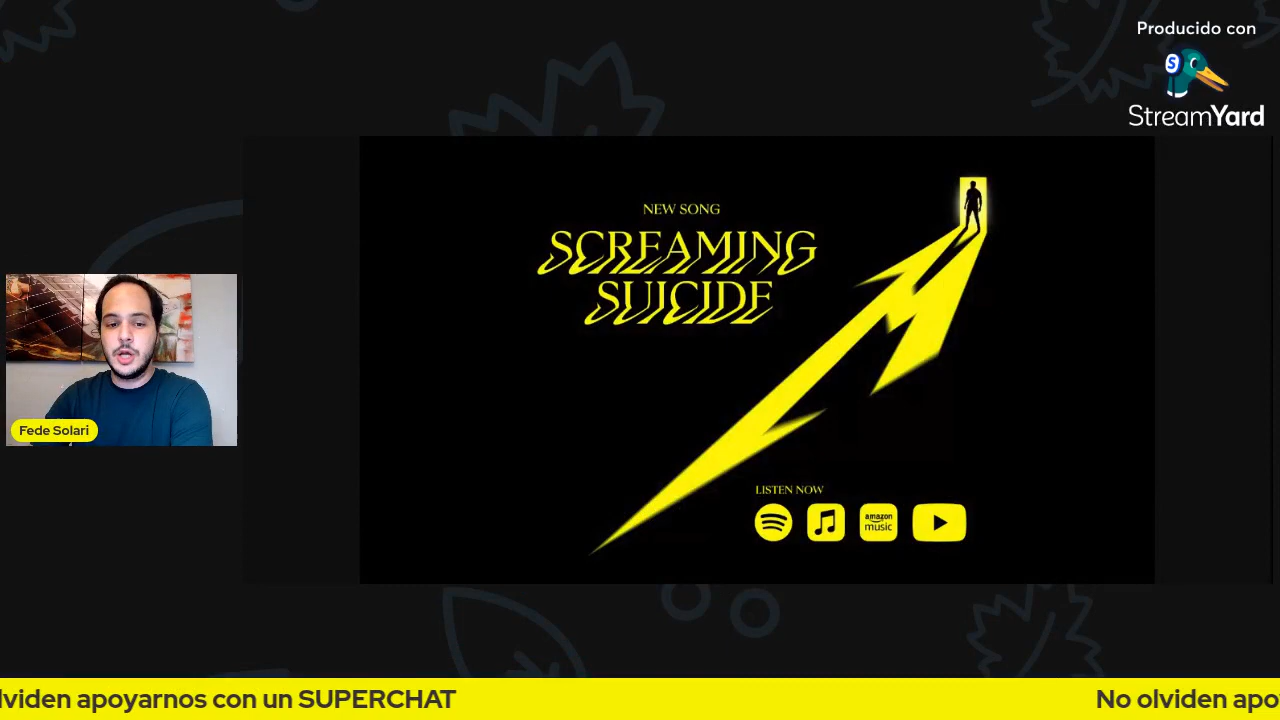 Producido con
StreamYard
NEW SONG
SCREAMING
SUICIDE
Fede Solari
LISTEN NOW
amazon
music
lviden apoyarnos con un SUPERCHAT
No olviden apo